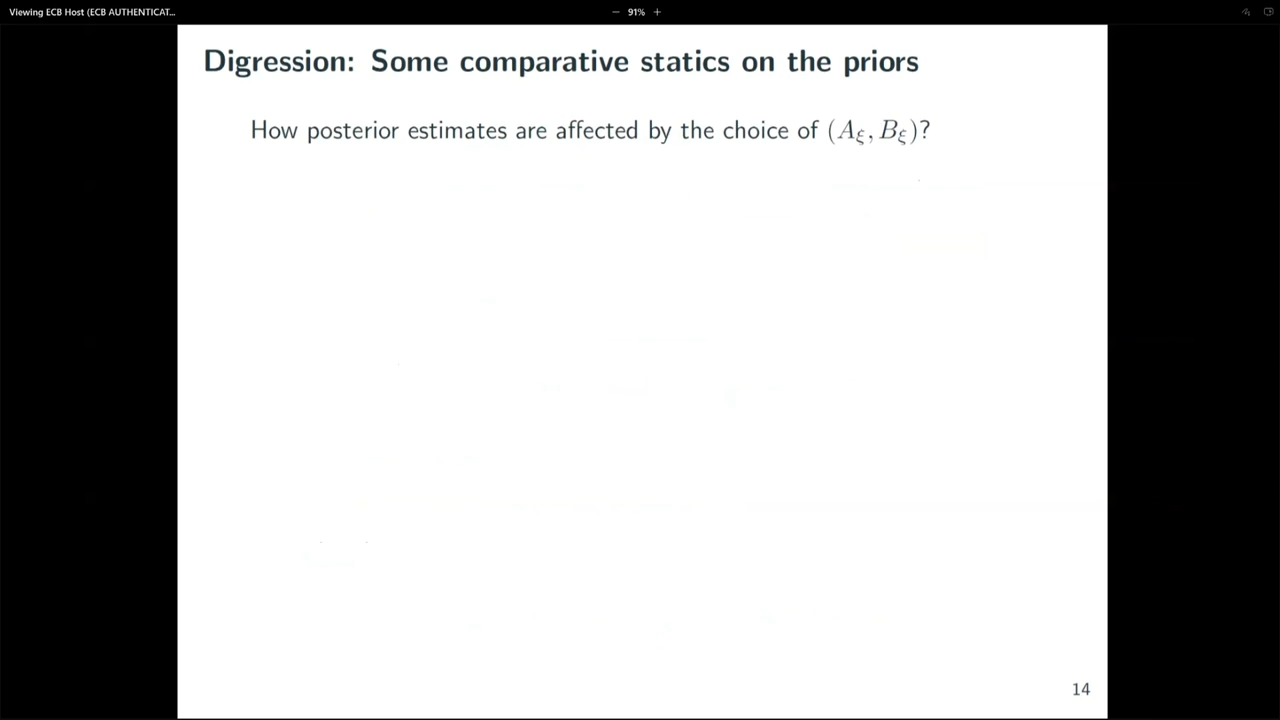 Viewing ECB Host (ECB AUTHENTICAT...
− 91% +
Digression: Some comparative statics on the priors
How posterior estimates are affected by the choice of (A_ξ, B_ξ)?
14